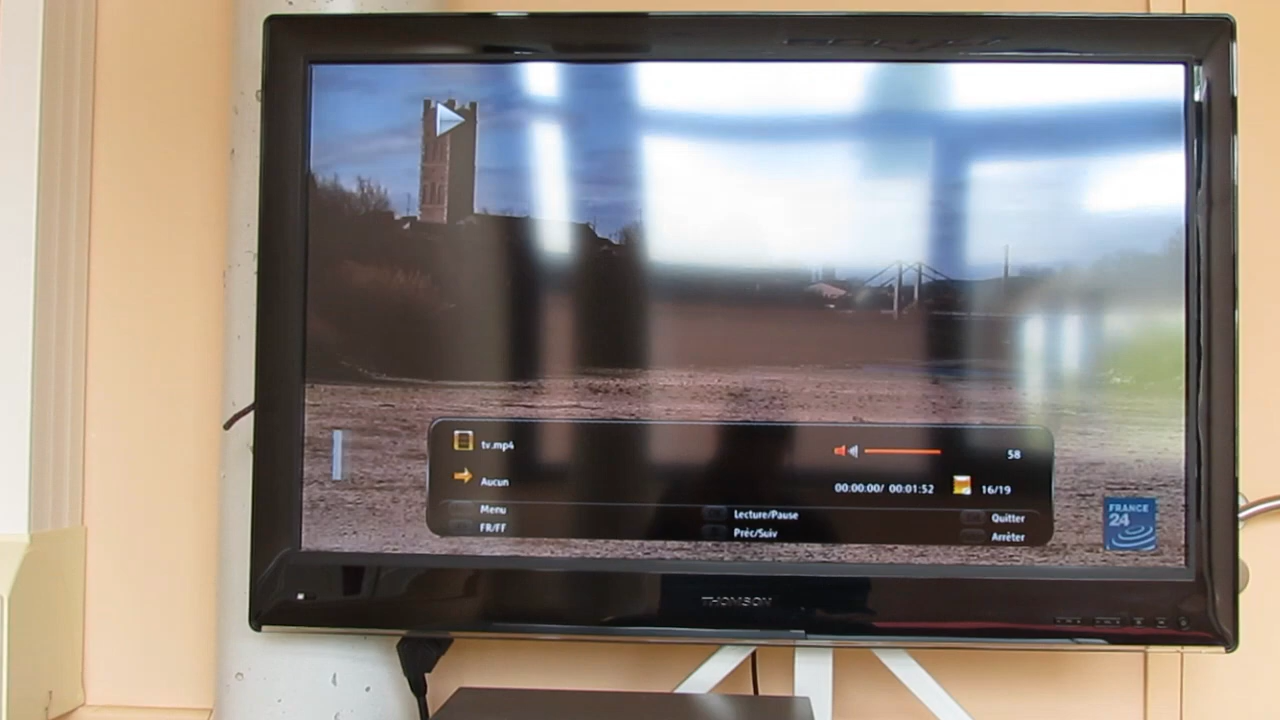 tv.mp4
58
Aucun
00:00:00/ 00:01:52
16/19
Menu
Lecture/Pause
Quitter
FR/FF
Préc/Suiv
Arrêter
FRANCE
24
THOMSON